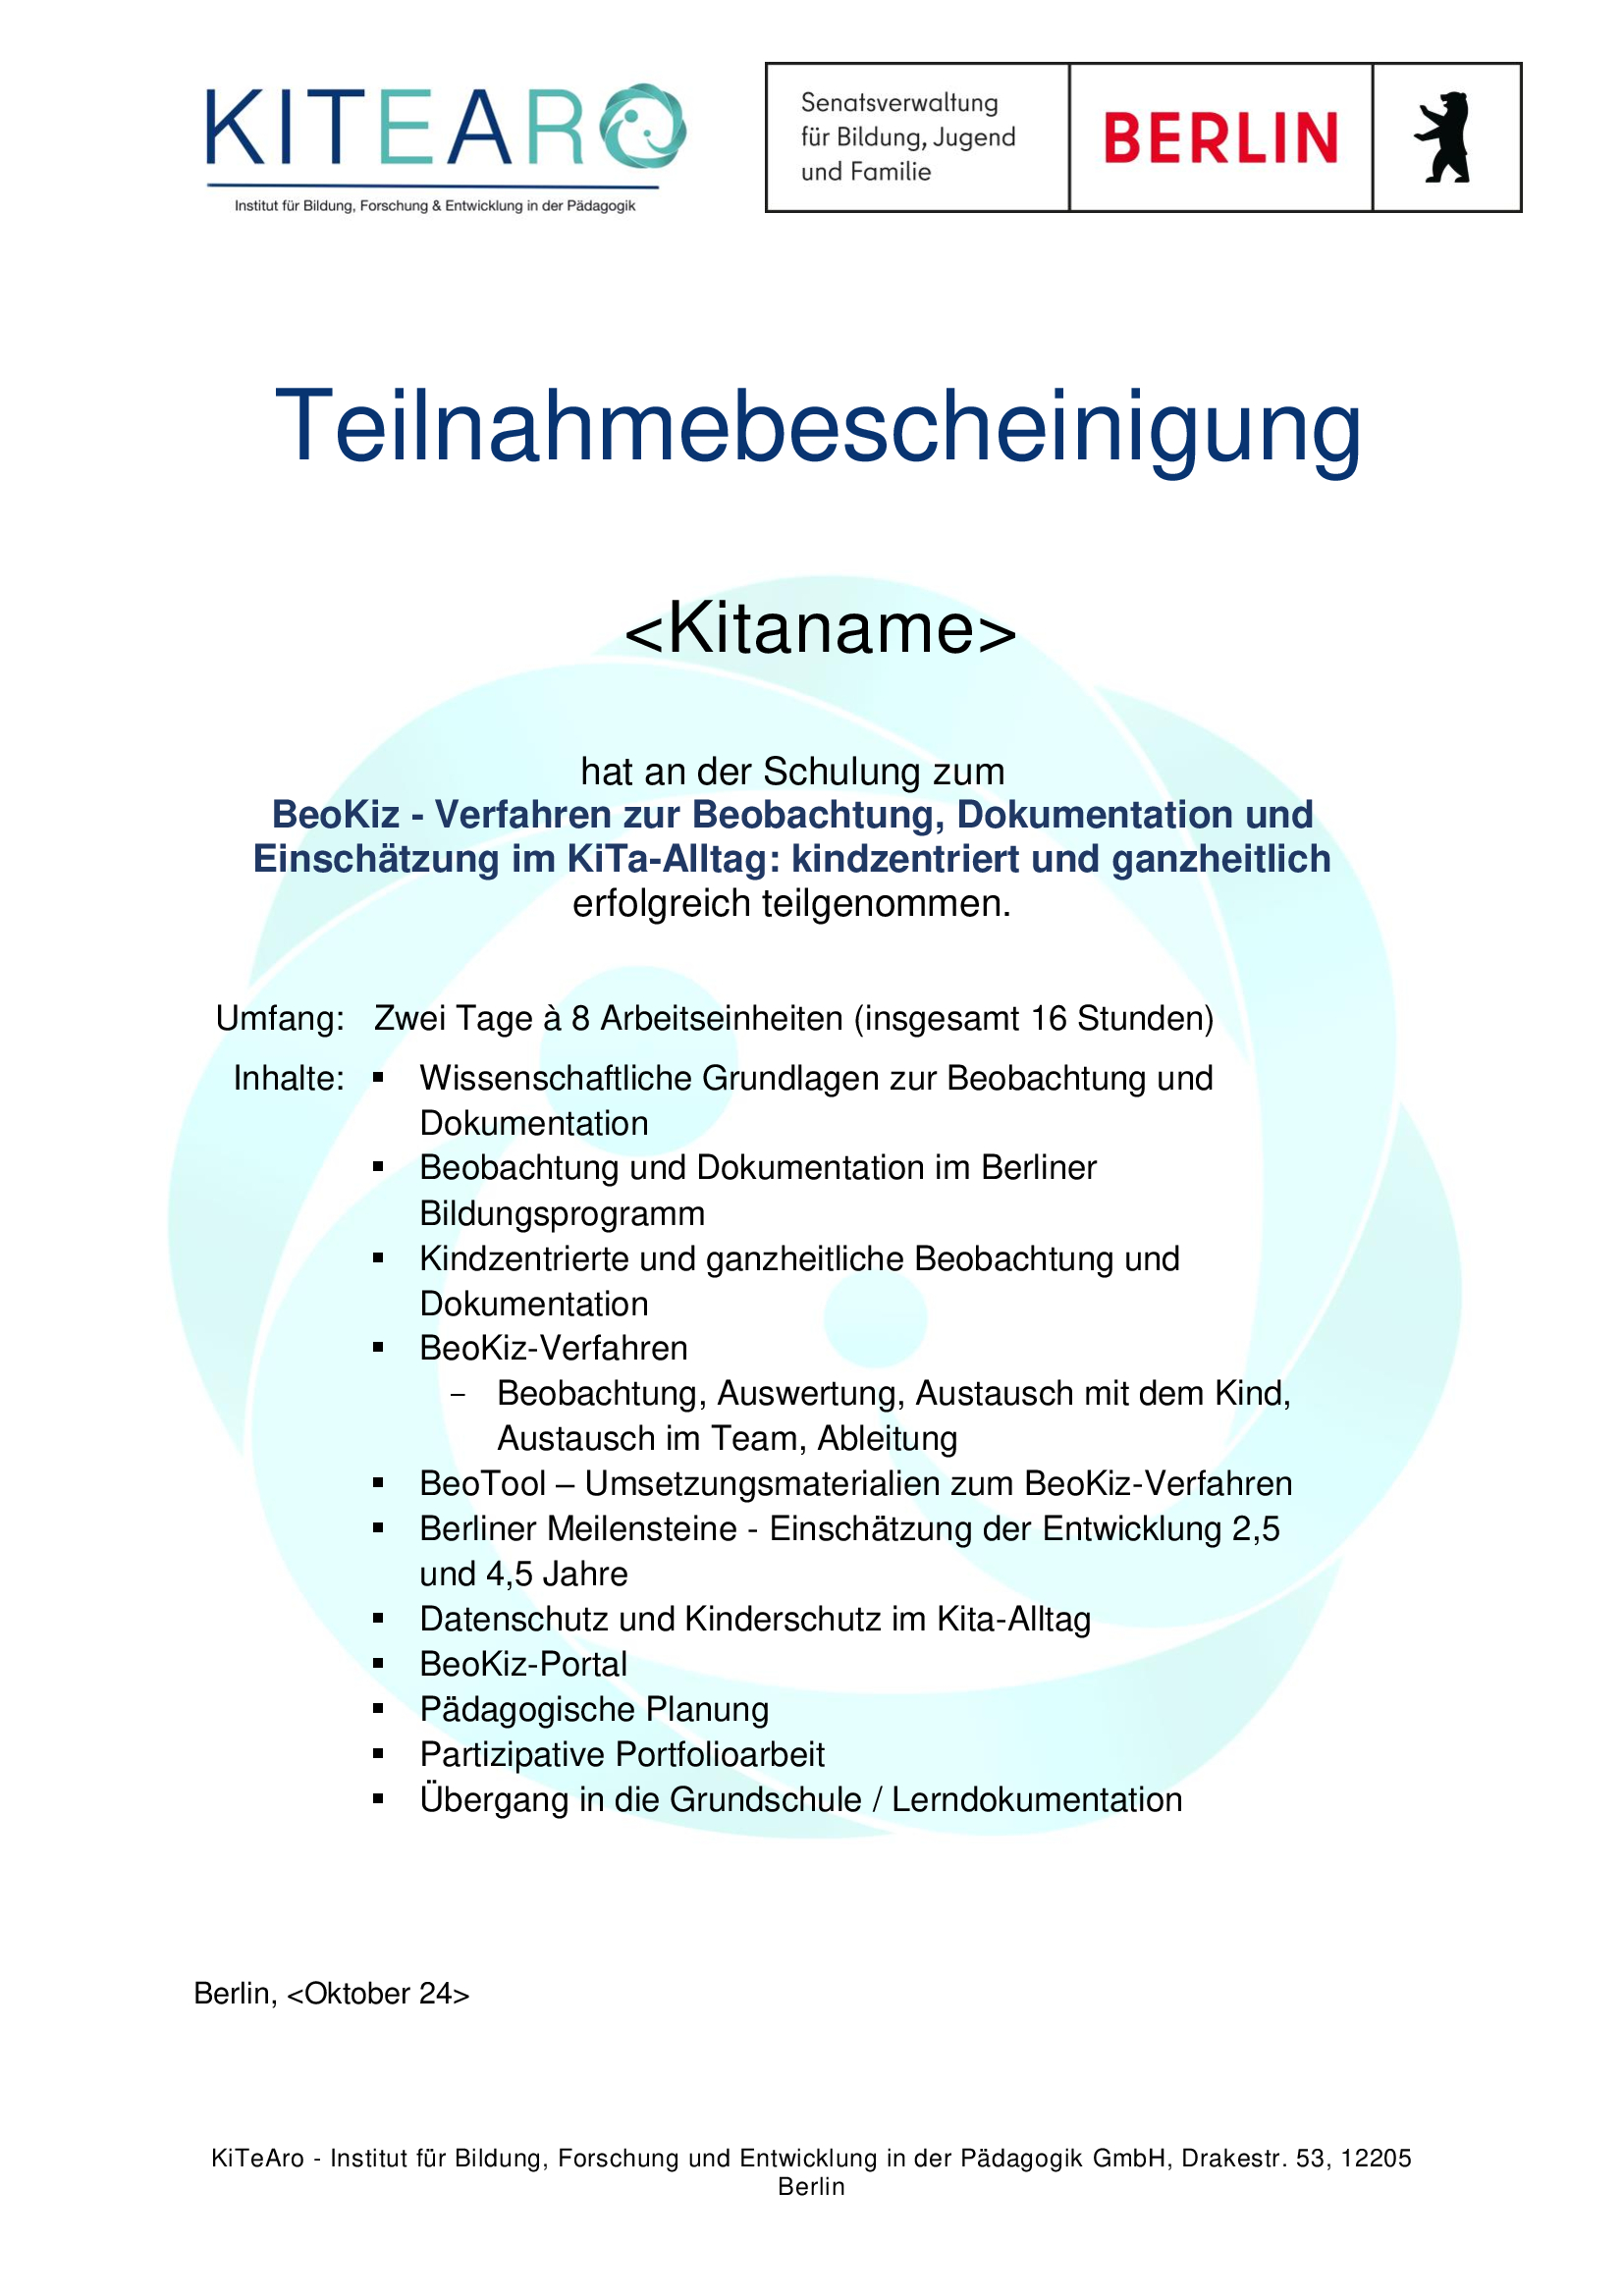 KITEARO
Institut für Bildung, Forschung & Entwicklung in der Pädagogik
Senatsverwaltung
für Bildung, Jugend
und Familie
BERLIN
Teilnahmebescheinigung
<Kitaname>
hat an der Schulung zum
BeoKiz - Verfahren zur Beobachtung, Dokumentation und
Einschätzung im KiTa-Alltag: kindzentriert und ganzheitlich
erfolgreich teilgenommen.
Umfang: Zwei Tage à 8 Arbeitseinheiten (insgesamt 16 Stunden)
Inhalte: ▪ Wissenschaftliche Grundlagen zur Beobachtung und
Dokumentation
▪ Beobachtung und Dokumentation im Berliner
Bildungsprogramm
▪ Kindzentrierte und ganzheitliche Beobachtung und
Dokumentation
▪ BeoKiz-Verfahren
– Beobachtung, Auswertung, Austausch mit dem Kind,
Austausch im Team, Ableitung
▪ BeoTool – Umsetzungsmaterialien zum BeoKiz-Verfahren
▪ Berliner Meilensteine - Einschätzung der Entwicklung 2,5
und 4,5 Jahre
▪ Datenschutz und Kinderschutz im Kita-Alltag
▪ BeoKiz-Portal
▪ Pädagogische Planung
▪ Partizipative Portfolioarbeit
▪ Übergang in die Grundschule / Lerndokumentation
Berlin, <Oktober 24>
KiTeAro - Institut für Bildung, Forschung und Entwicklung in der Pädagogik GmbH, Drakestr. 53, 12205
Berlin